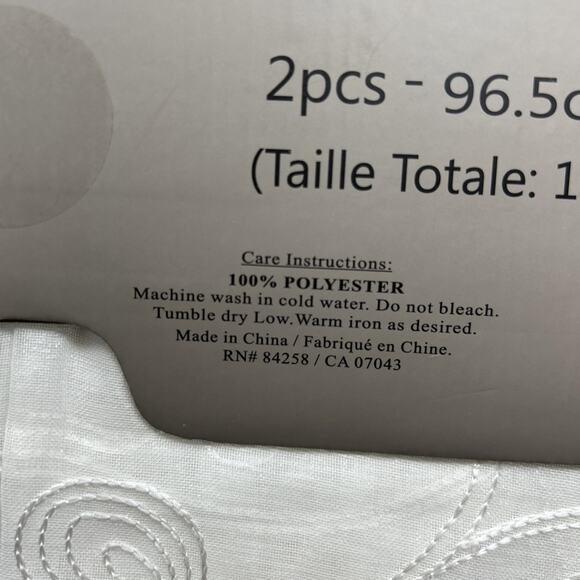 2pcs - 96.5c
(Taille Totale: 1
Care Instructions:
100% POLYESTER
Machine wash in cold water. Do not bleach.
Tumble dry Low.Warm iron as desired.
Made in China / Fabriqué en Chine.
RN# 84258 / CA 07043